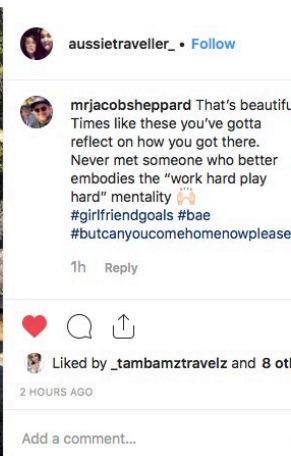 aussietraveller_ • Follow
mrjacobsheppard That's beautifu
Times like these you've gotta
reflect on how you got there.
Never met someone who better
embodies the "work hard play
hard" mentality 🙌🏻
#girlfriendgoals #bae
#butcanyoucomehomenowplease
1h Reply
Liked by _tambamztravelz and 8 oth
2 HOURS AGO
Add a comment...